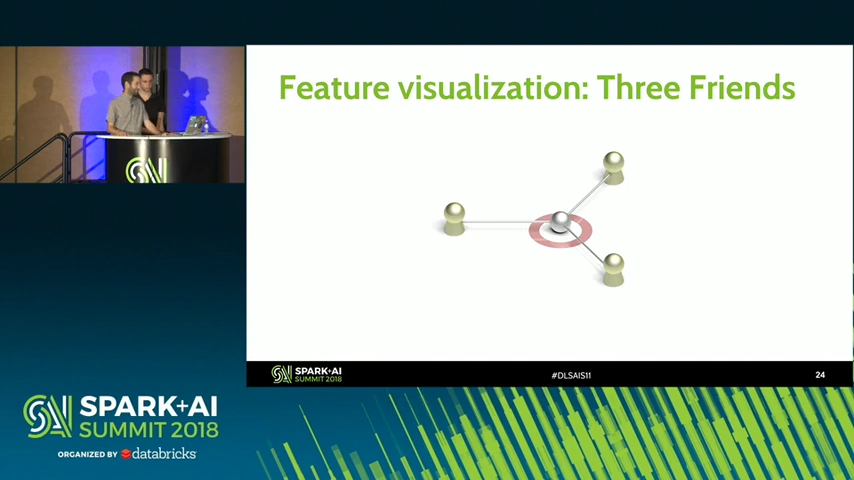 Feature visualization: Three Friends
SPARK+AI
SUMMIT 2018
#DLSAIS11
24
SPARK+AI
SUMMIT 2018
ORGANIZED BY databricks